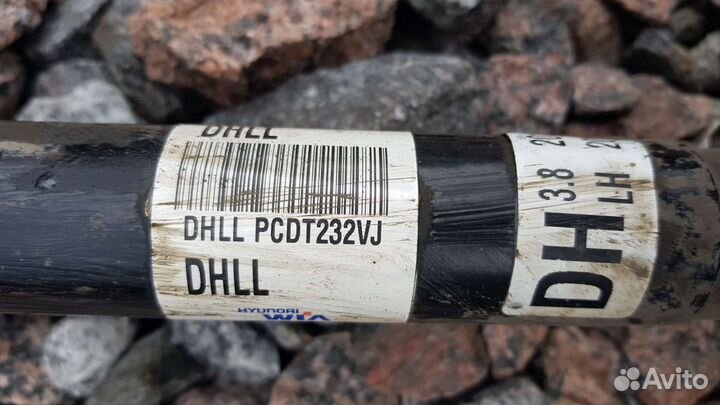 DHLL
DHLL PCDT232VJ
DHLL
HYUNDAI
WIA
3.8
LH
DH
Avito